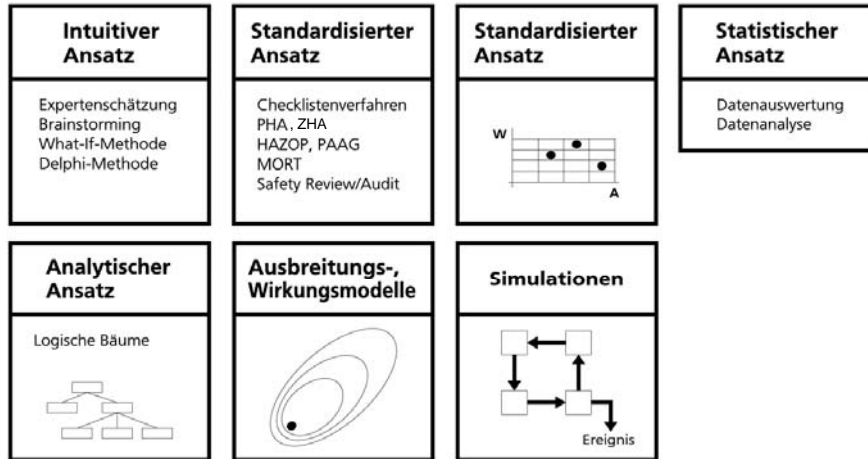 Intuitiver
Ansatz
Expertenschätzung
Brainstorming
What-If-Methode
Delphi-Methode
Standardisierter
Ansatz
Checklistenverfahren
PHA, ZHA
HAZOP, PAAG
MORT
Safety Review/Audit
Standardisierter
Ansatz
W
A
Statistischer
Ansatz
Datenauswertung
Datenanalyse
Analytischer
Ansatz
Logische Bäume
Ausbreitungs-,
Wirkungsmodelle
Simulationen
Ereignis